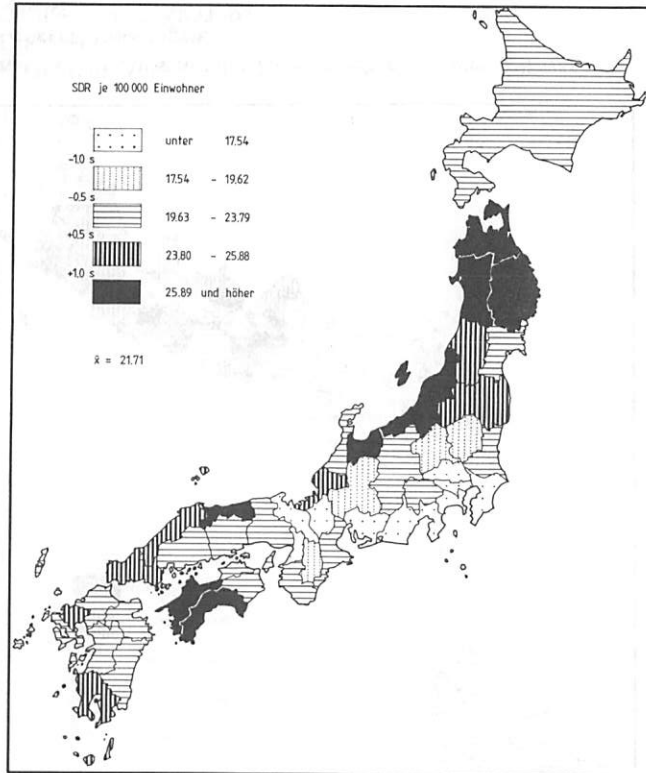 SDR je 100 000 Einwohner
unter 17.54
-1.0 s
17.54 - 19.62
-0.5 s
19.63 - 23.79
+0.5 s
23.80 - 25.88
+1.0 s
25.89 und höher
x̄ = 21.71